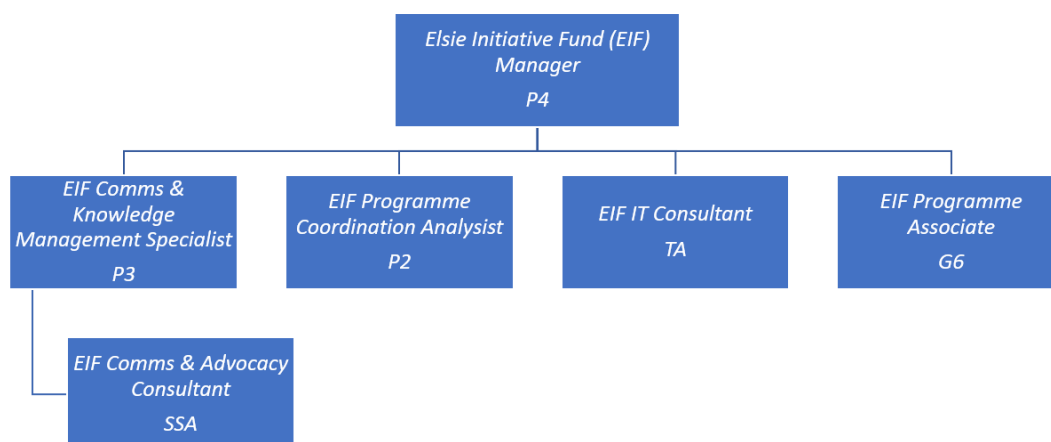 Elsie Initiative Fund (EIF)
Manager
P4
EIF Comms &
Knowledge
Management Specialist
P3
EIF Programme
Coordination Analysist
P2
EIF IT Consultant
TA
EIF Programme
Associate
G6
EIF Comms & Advocacy
Consultant
SSA